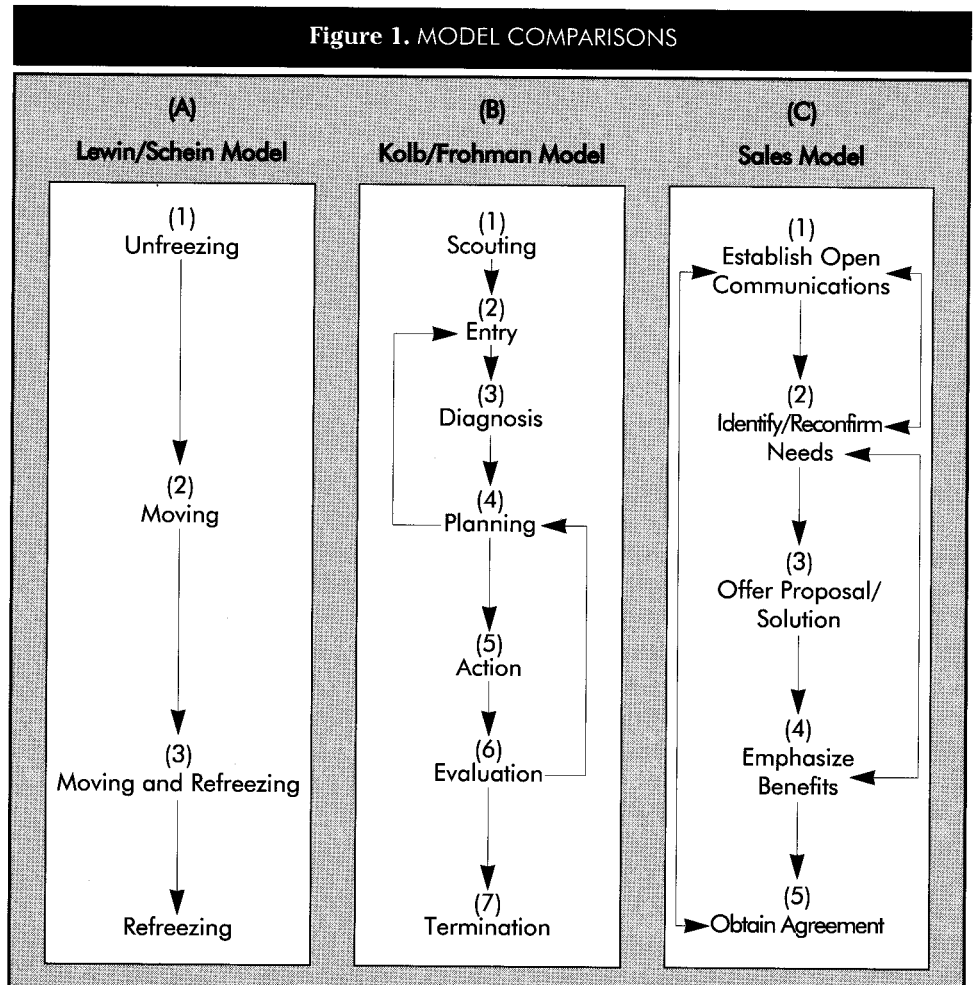 Figure 1. MODEL COMPARISONS
(A)
Lewin/Schein Model
(1)
Unfreezing
(2)
Moving
(3)
Moving and Refreezing
Refreezing
(B)
Kolb/Frohman Model
(1)
Scouting
(2)
Entry
(3)
Diagnosis
(4)
Planning
(5)
Action
(6)
Evaluation
(7)
Termination
(C)
Sales Model
(1)
Establish Open
Communications
(2)
Identify/Reconfirm
Needs
(3)
Offer Proposal/
Solution
(4)
Emphasize
Benefits
(5)
Obtain Agreement